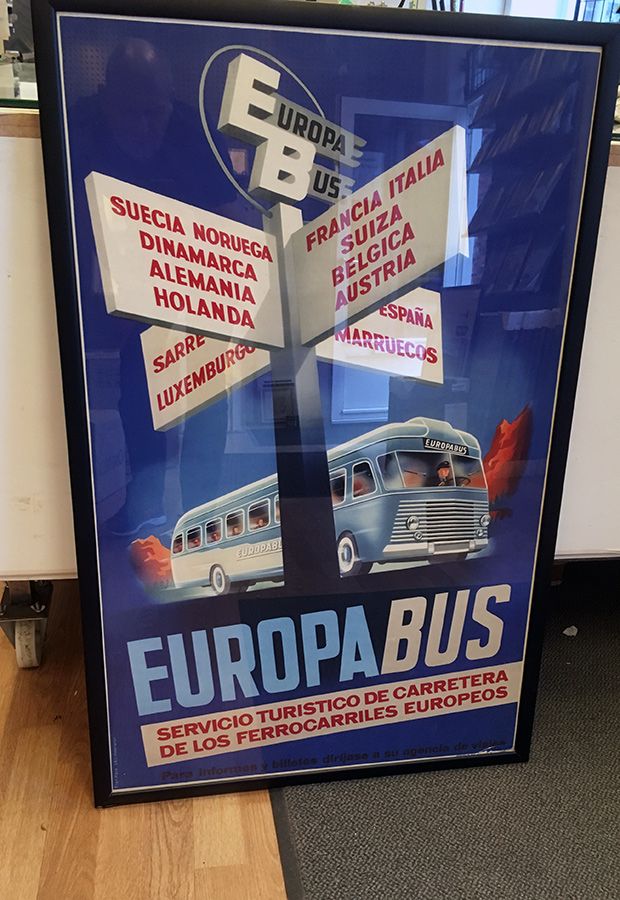 EUROPA
BUS
SUECIA NORUEGA
DINAMARCA
ALEMANIA
HOLANDA
FRANCIA ITALIA
SUIZA
BELGICA
AUSTRIA
SARRE
LUXEMBURGO
ESPAÑA
MARRUECOS
EUROPABUS
EUROPABUS
EUROPABUS
SERVICIO TURISTICO DE CARRETERA
DE LOS FERROCARRILES EUROPEOS
Para informes y billetes diríjase a su agencia de viajes